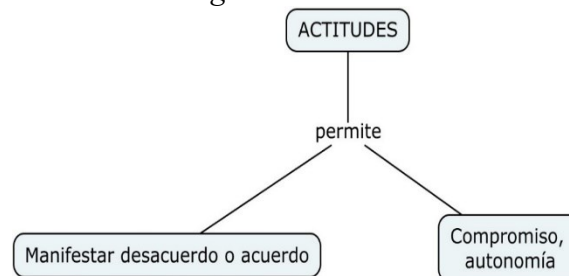 ACTITUDES
permite
Manifestar desacuerdo o acuerdo
Compromiso,
autonomía